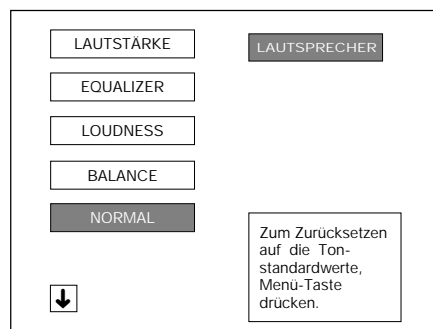 LAUTSTÄRKE
LAUTSPRECHER
EQUALIZER
LOUDNESS
BALANCE
NORMAL
Zum Zurücksetzen
auf die Ton-
standardwerte,
Menü-Taste
drücken.